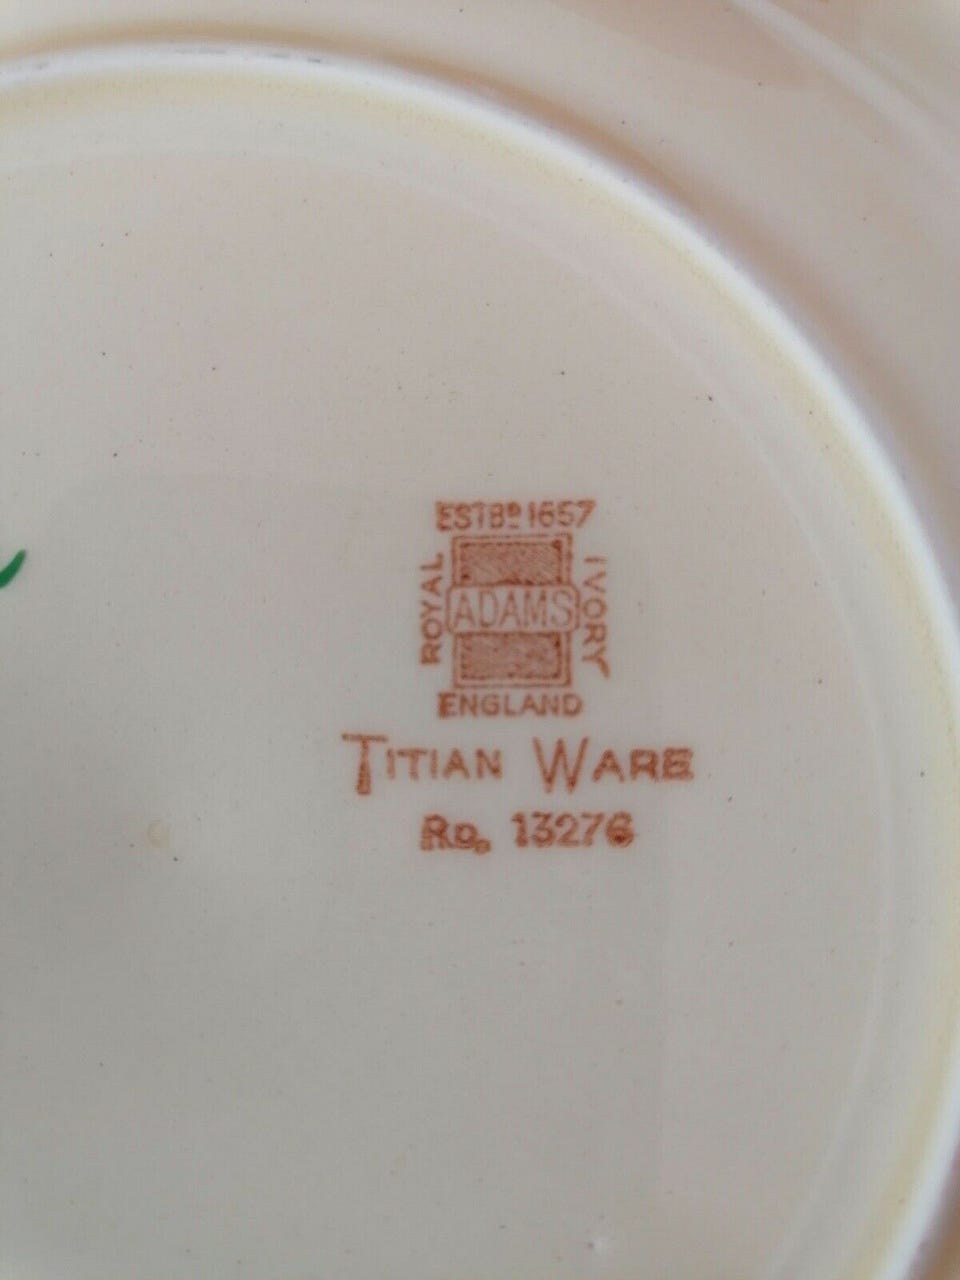 ESTBD 1657
ROYAL
ADAMS
IVORY
ENGLAND
TITIAN WARE
RD. 13276